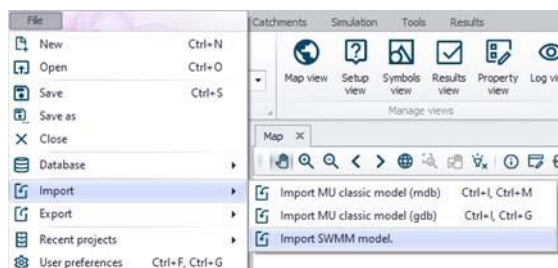 File
Catchments Simulation Tools Results
New Ctrl+N
Open Ctrl+O
Save Ctrl+S
Save as
Close
Database
Import
Export
Recent projects
User preferences Ctrl+F, Ctrl+G
Map view
Setup view
Symbols view
Results view
Property view
Log
Manage views
Map
Import MU classic model (mdb) Ctrl+I, Ctrl+M
Import MU classic model (gdb) Ctrl+I, Ctrl+G
Import SWMM model.